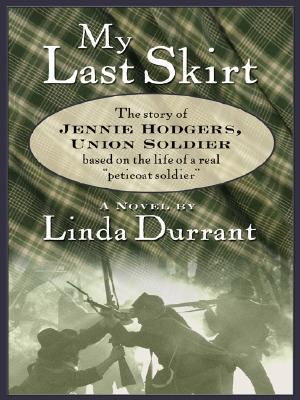 My
Last Skirt
The story of
Jennie Hodgers,
Union Soldier
based on the life of a real
"peticoat soldier"
A Novel by
Linda Durrant